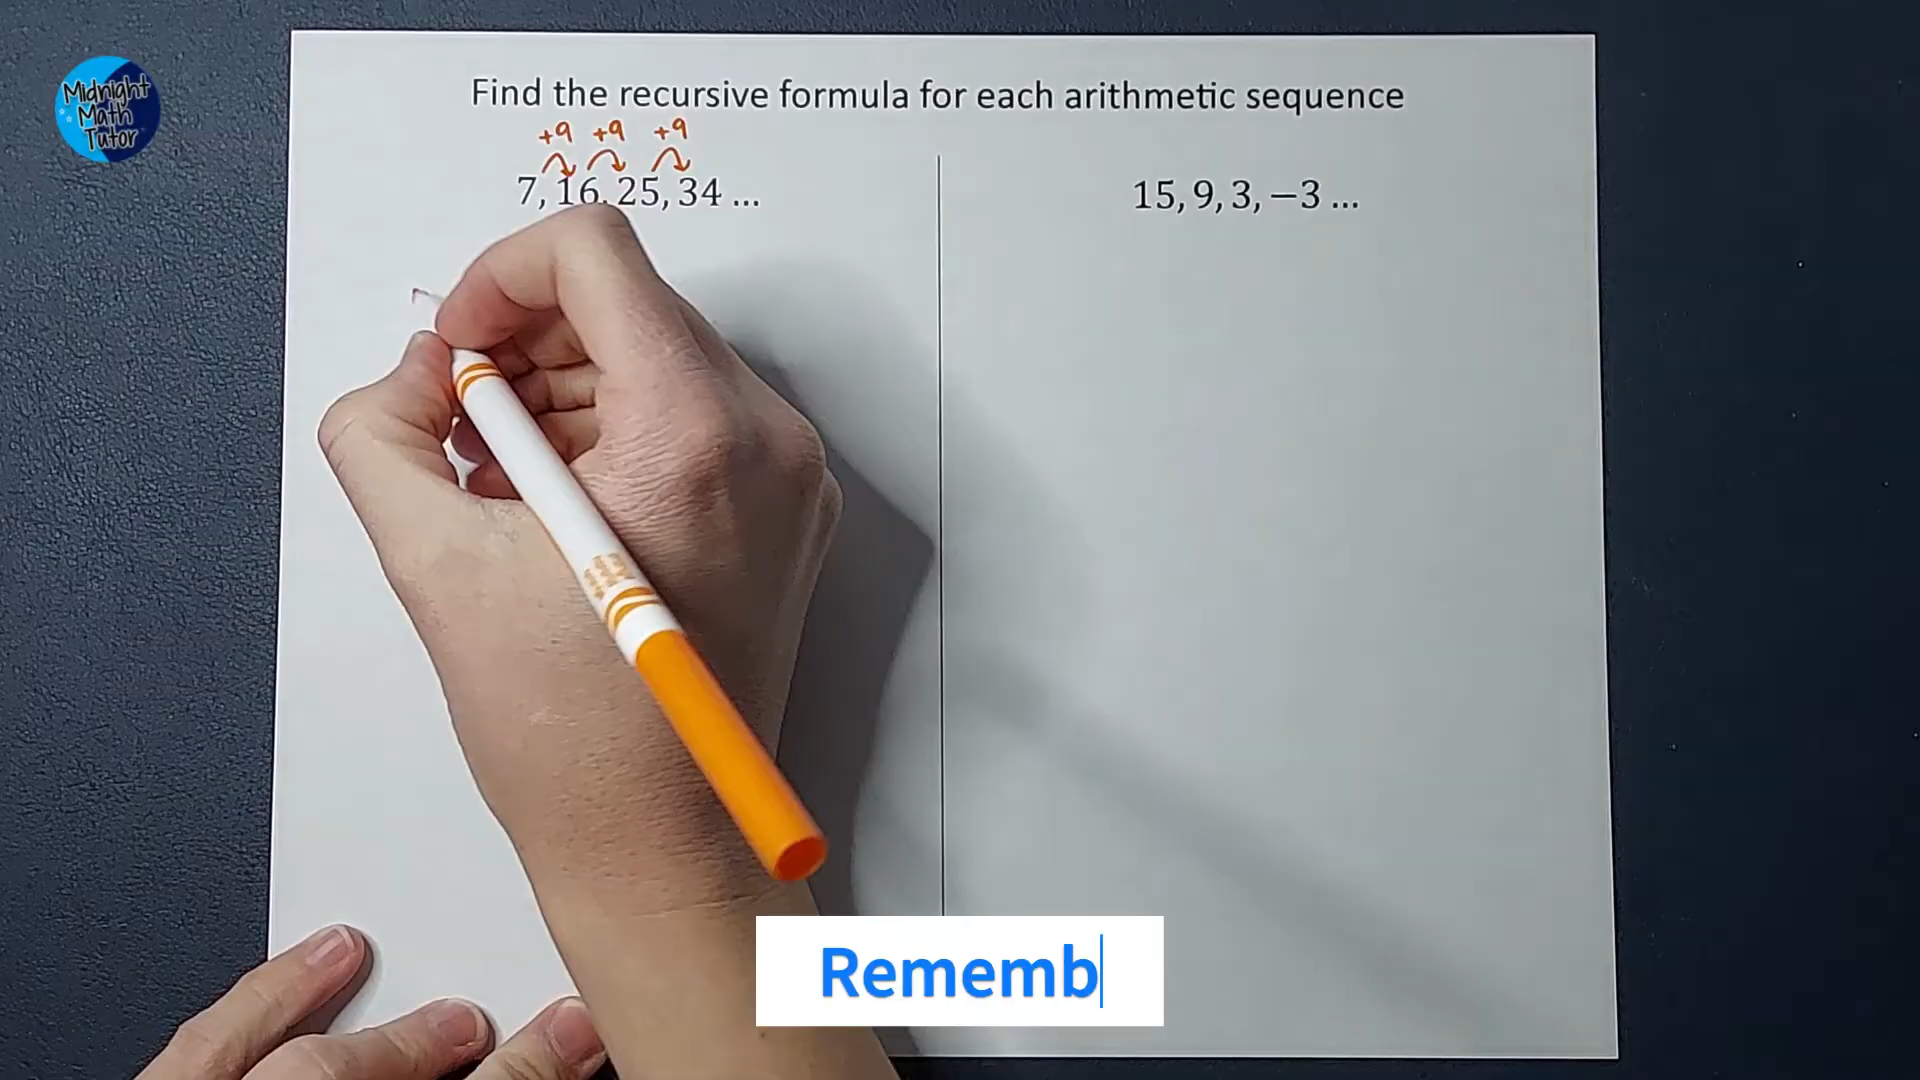 Midnight
Math
Tutor
Find the recursive formula for each arithmetic sequence
+9 +9 +9
7, 16, 25, 34 ...
15, 9, 3, −3 ...
Rememb